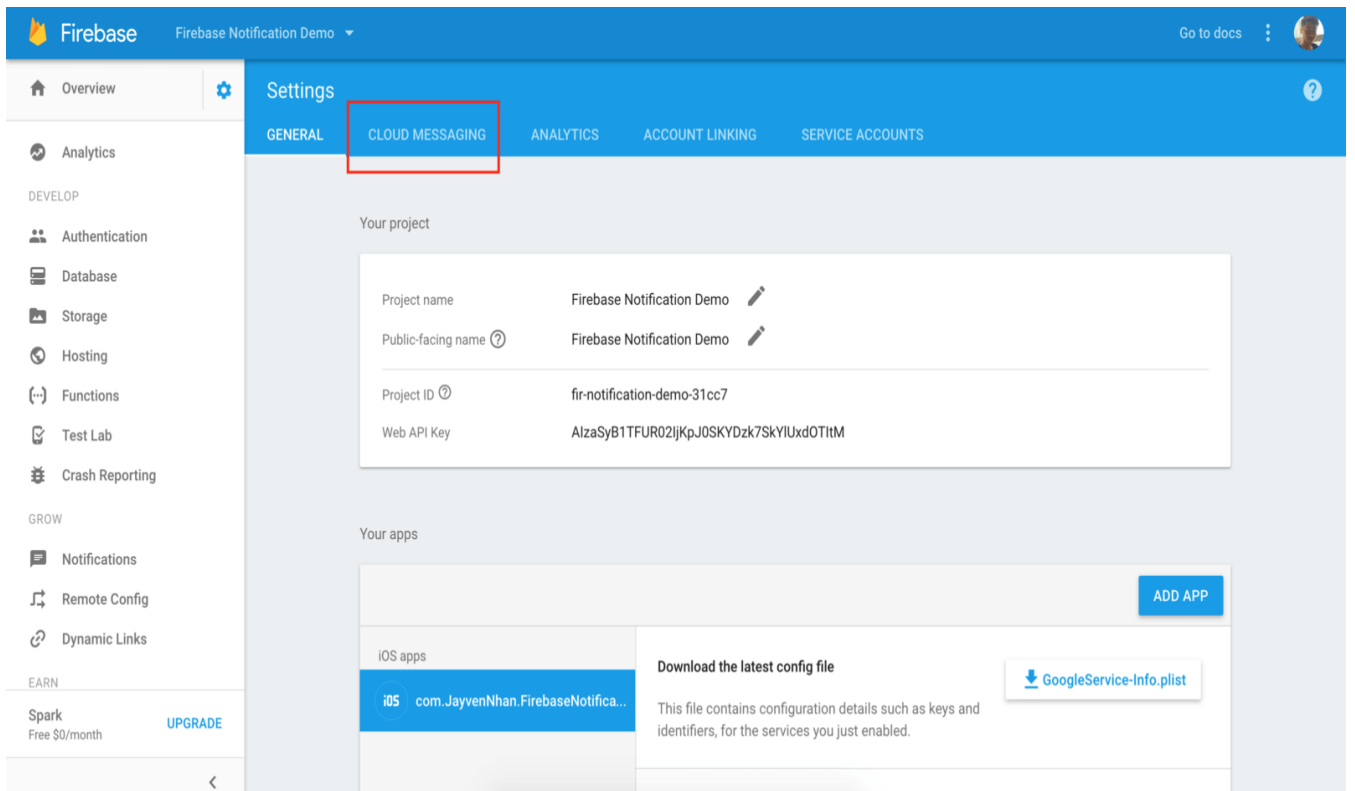 Firebase Firebase Notification Demo Go to docs
Overview
Settings
GENERAL CLOUD MESSAGING ANALYTICS ACCOUNT LINKING SERVICE ACCOUNTS
Analytics
DEVELOP
Authentication
Database
Storage
Hosting
Functions
Test Lab
Crash Reporting
GROW
Notifications
Remote Config
Dynamic Links
EARN
Spark
Free $0/month
UPGRADE
Your project
Project name Firebase Notification Demo
Public-facing name Firebase Notification Demo
Project ID fir-notification-demo-31cc7
Web API Key AIzaSyB1TFUR02IjKpJ0SKYDzk7SkYlUxdOTItM
Your apps
ADD APP
iOS apps
iOS com.JayvenNhan.FirebaseNotifica...
Download the latest config file
GoogleService-Info.plist
This file contains configuration details such as keys and
identifiers, for the services you just enabled.